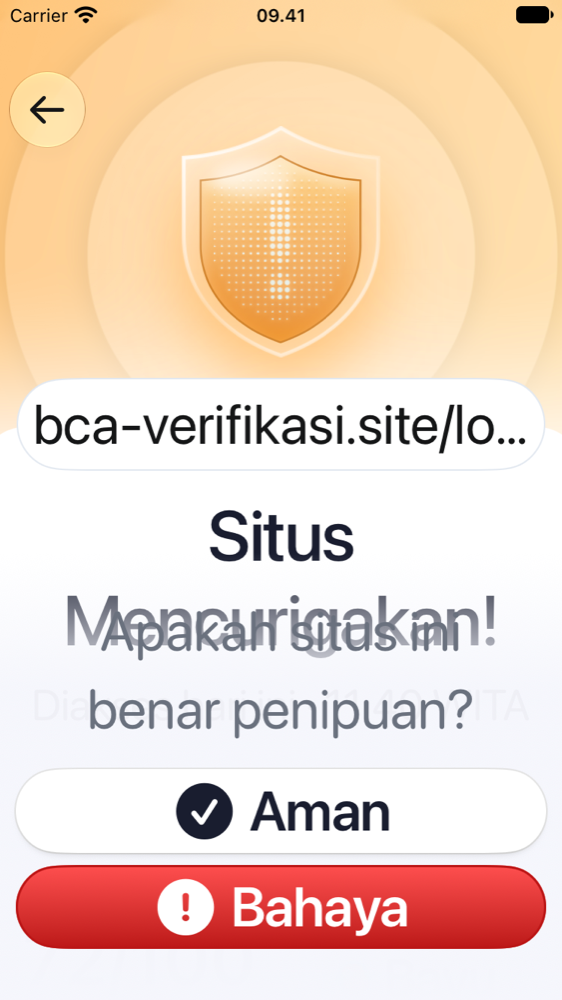 Carrier
09.41
bca-verifikasi.site/lo...
Situs
Mencurigakan!
Apakah situs ini
benar penipuan?
Aman
Bahaya